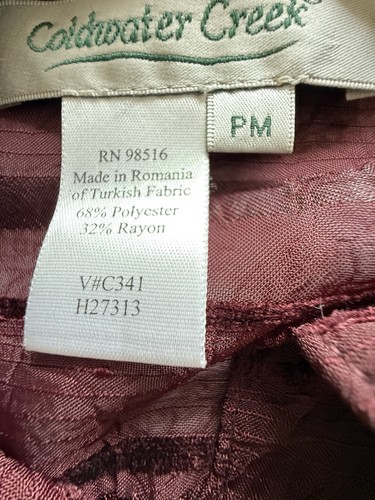 Coldwater Creek
PM
RN 98516
Made in Romania
of Turkish Fabric
68% Polyester
32% Rayon
V#C341
H27313